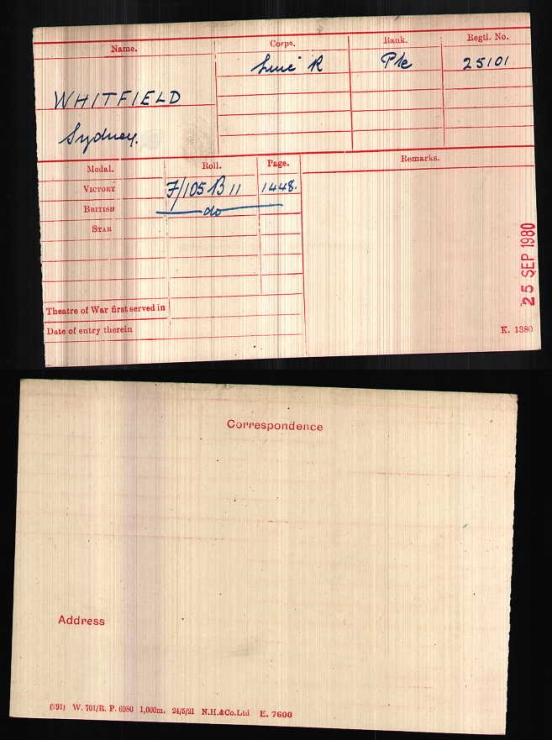 Name. Corps. Rank. Regtl. No.
WHITFIELD Linc R Pte 25101
Sydney.
Medal. Roll. Page. Remarks.
VICTORY F/105 B 11 1448.
BRITISH do
STAR
Theatre of War first served in
Date of entry therein
K. 1380
25 SEP 1980
Correspondence
Address
W. 701/R. P. 6980 1,000m. 24/5/21 N.H.&Co.Ltd E. 7600